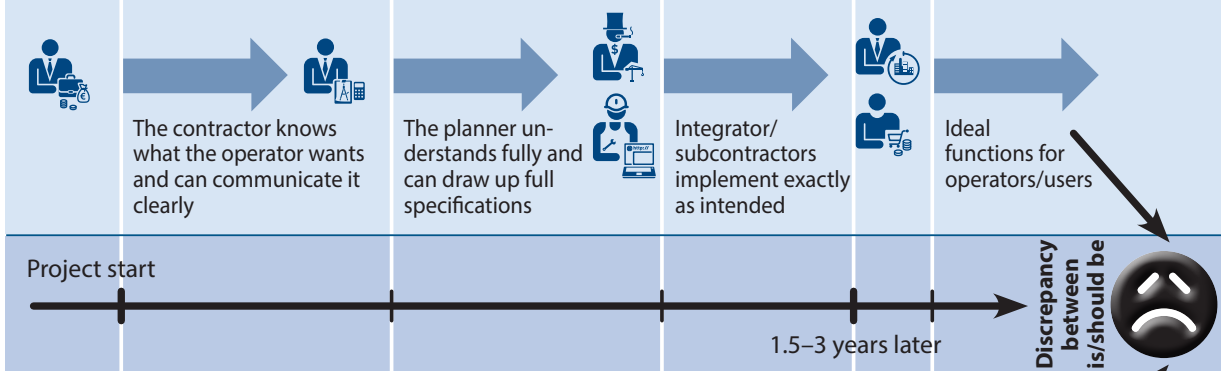 The contractor knows
what the operator wants
and can communicate it
clearly
The planner un-
derstands fully and
can draw up full
specifications
$
http://
€
Integrator/
subcontractors
implement exactly
as intended
Ideal
functions for
operators/users
Project start
1.5–3 years later
Discrepancy
between
is/should be